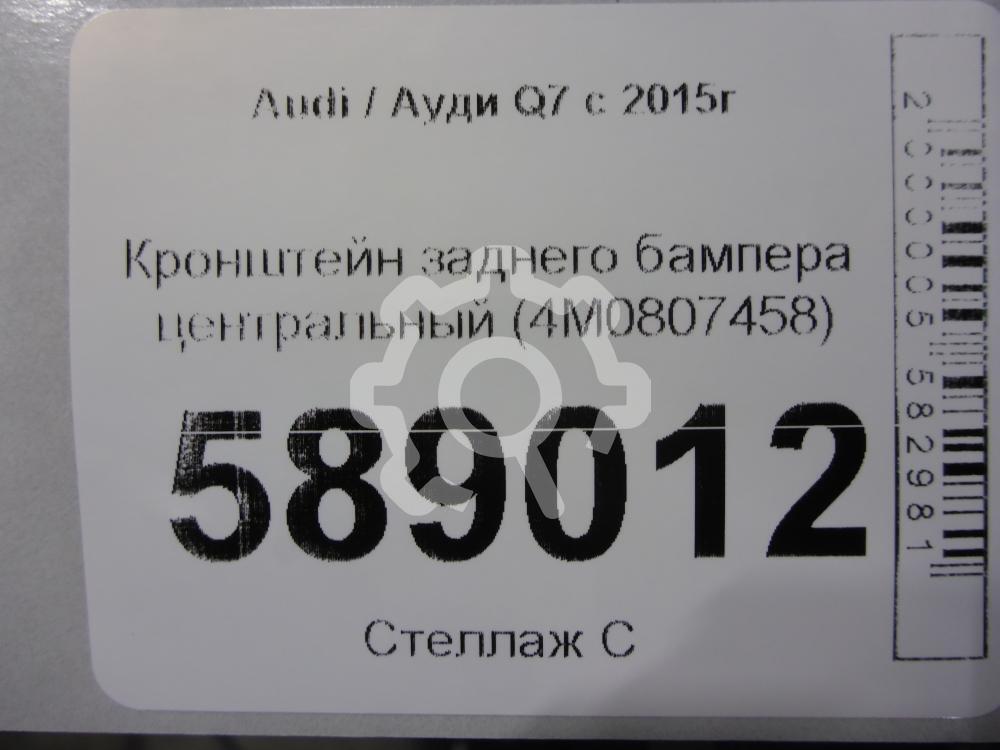 Audi / Ауди Q7 с 2015г
Кронштейн заднего бампера
центральный (4M0807458)
589012
Стеллаж С
2000005582981